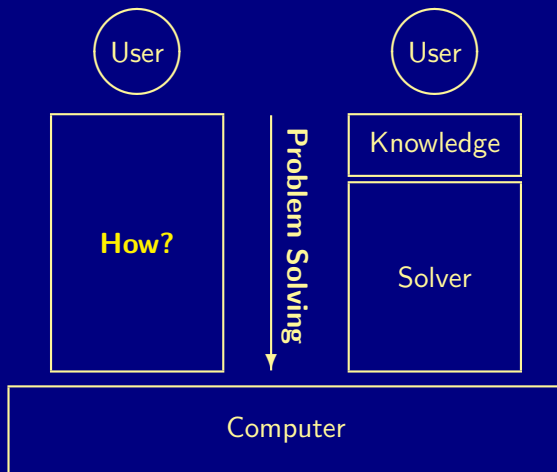 User
User
Knowledge
Problem Solving
How?
Solver
Computer